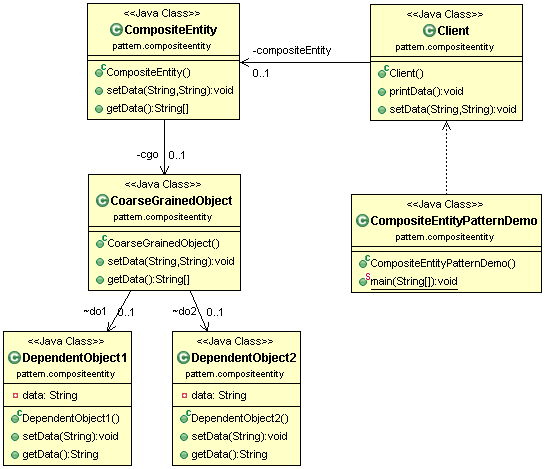 <<Java Class>>
CompositeEntity
pattern.compositeentity
CompositeEntity()
setData(String,String):void
getData():String[]
<<Java Class>>
Client
pattern.compositeentity
Client()
printData():void
setData(String,String):void
-compositeEntity
0..1
-cgo
0..1
<<Java Class>>
CoarseGrainedObject
pattern.compositeentity
CoarseGrainedObject()
setData(String,String):void
getData():String[]
<<Java Class>>
CompositeEntityPatternDemo
pattern.compositeentity
CompositeEntityPatternDemo()
main(String[]):void
~do1
0..1
~do2
0..1
<<Java Class>>
DependentObject1
pattern.compositeentity
data: String
DependentObject1()
setData(String):void
getData():String
<<Java Class>>
DependentObject2
pattern.compositeentity
data: String
DependentObject2()
setData(String):void
getData():String